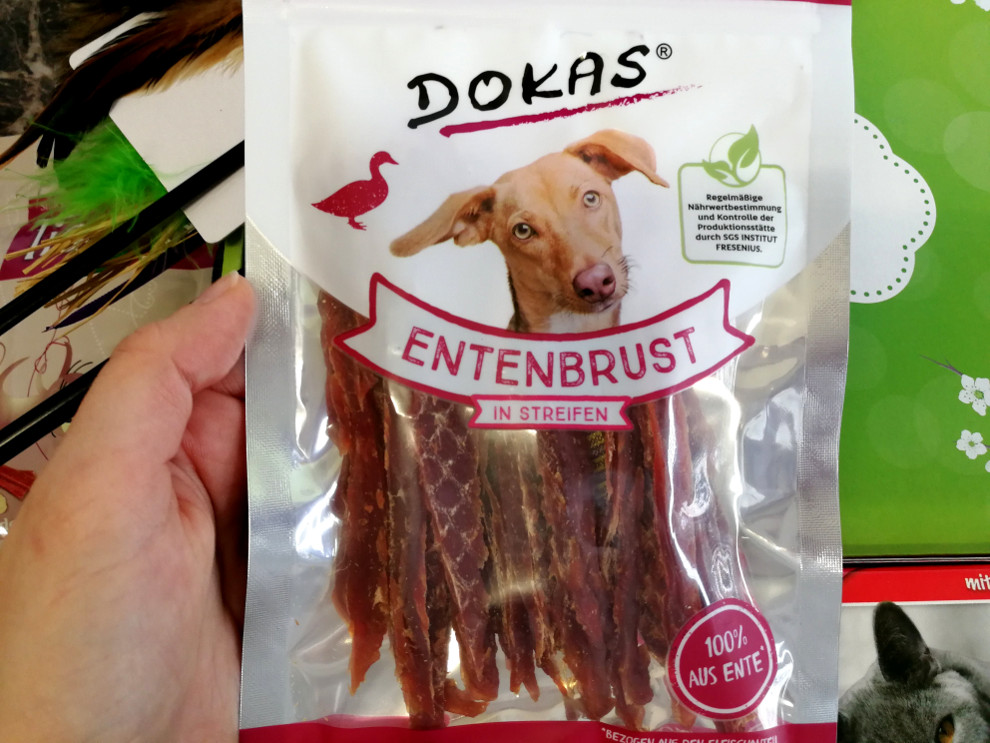 DOKAS®
Regelmäßige
Nährwertbestimmung
und Kontrolle der
Produktionsstätte
durch SGS INSTITUT
FRESENIUS.
ENTENBRUST
IN STREIFEN
100%
AUS ENTE*
*BEZOGEN AUF DEN FLEISCHANTEIL
mit